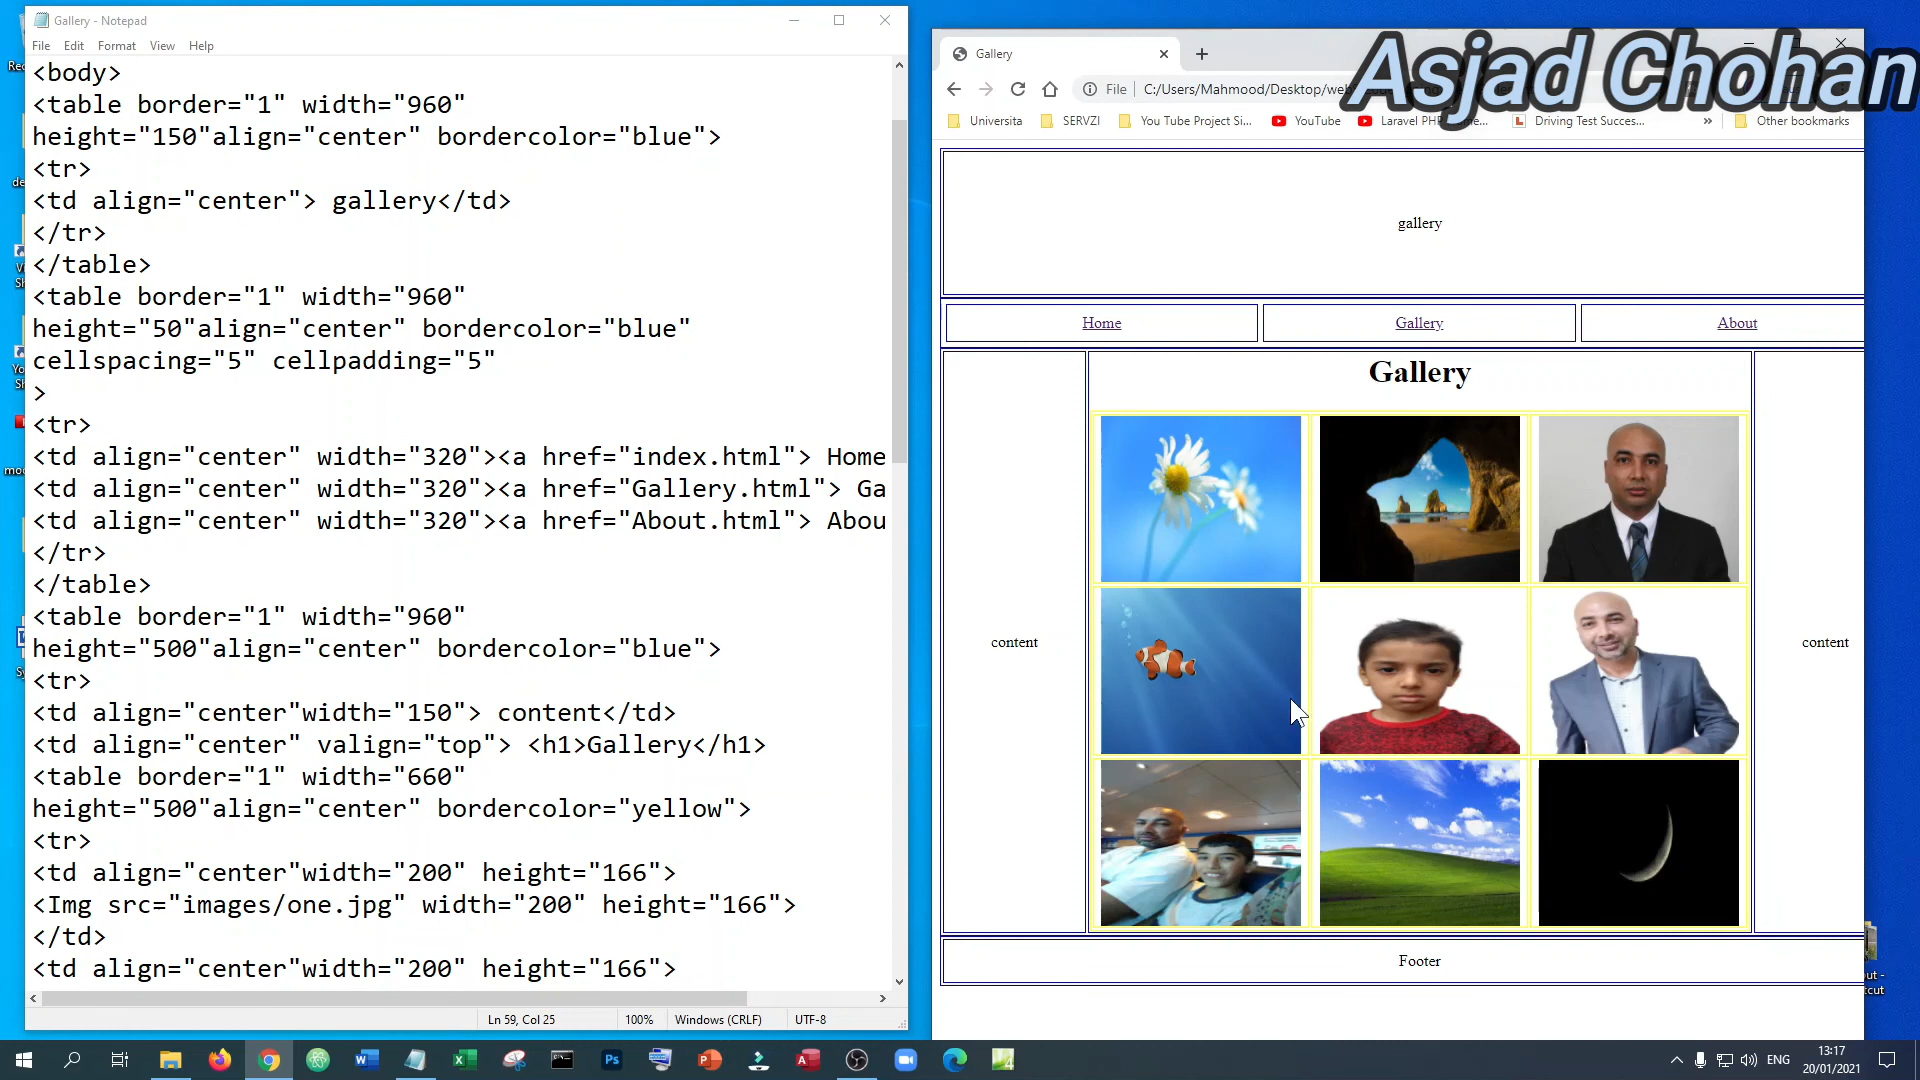 Gallery - Notepad
File Edit Format View Help
<body>
<table border="1" width="960"
height="150"align="center" bordercolor="blue">
<tr>
<td align="center"> gallery</td>
</tr>
</table>
<table border="1" width="960"
height="50"align="center" bordercolor="blue"
cellspacing="5" cellpadding="5"
>
<tr>
<td align="center" width="320"><a href="index.html"> Home
<td align="center" width="320"><a href="Gallery.html"> Ga
<td align="center" width="320"><a href="About.html"> Abou
</tr>
</table>
<table border="1" width="960"
height="500"align="center" bordercolor="blue">
<tr>
<td align="center"width="150"> content</td>
<td align="center" valign="top"> <h1>Gallery</h1>
<table border="1" width="660"
height="500"align="center" bordercolor="yellow">
<tr>
<td align="center"width="200" height="166">
<Img src="images/one.jpg" width="200" height="166">
</td>
<td align="center"width="200" height="166">
Ln 59, Col 25 100% Windows (CRLF) UTF-8
Asjad Chohan
Gallery
File C:/Users/Mahmood/Desktop/web
Universita SERVZI You Tube Project Si... YouTube Laravel PHP Driving Test Succes... » Other bookmarks
gallery
Home Gallery About
Gallery
content content
Footer
ENG
13:17
20/01/2021